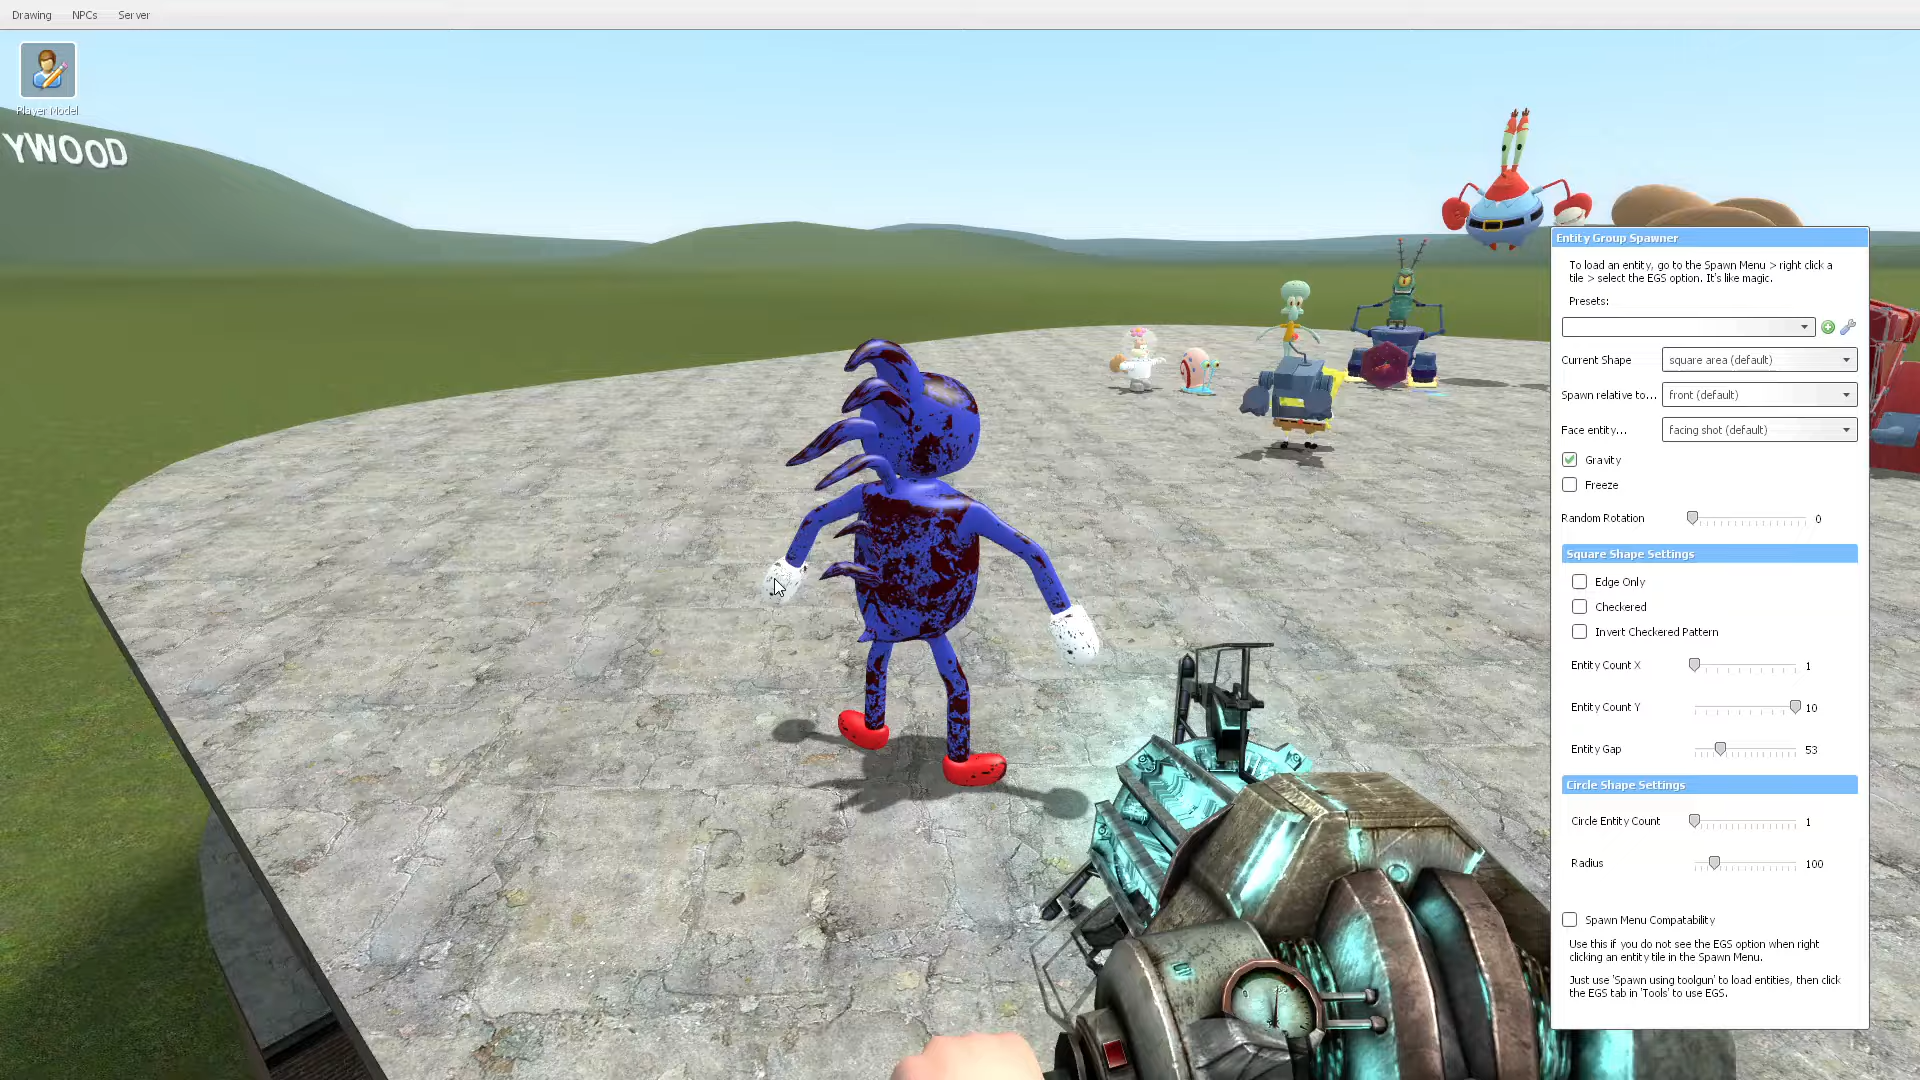 Drawing NPCs Server
Player Model
YWOOD
Entity Group Spawner
To load an entity, go to the Spawn Menu > right click a
tile > select the EGS option. It's like magic.
Presets:
Current Shape square area (default)
Spawn relative to... front (default)
Face entity... facing shot (default)
Gravity
Freeze
Random Rotation 0
Square Shape Settings
Edge Only
Checkered
Invert Checkered Pattern
Entity Count X 1
Entity Count Y 10
Entity Gap 53
Circle Shape Settings
Circle Entity Count 1
Radius 100
Spawn Menu Compatability
Use this if you do not see the EGS option when right
clicking an entity tile in the Spawn Menu.
Just use 'Spawn using toolgun' to load entities, then click
the EGS tab in 'Tools' to use EGS.